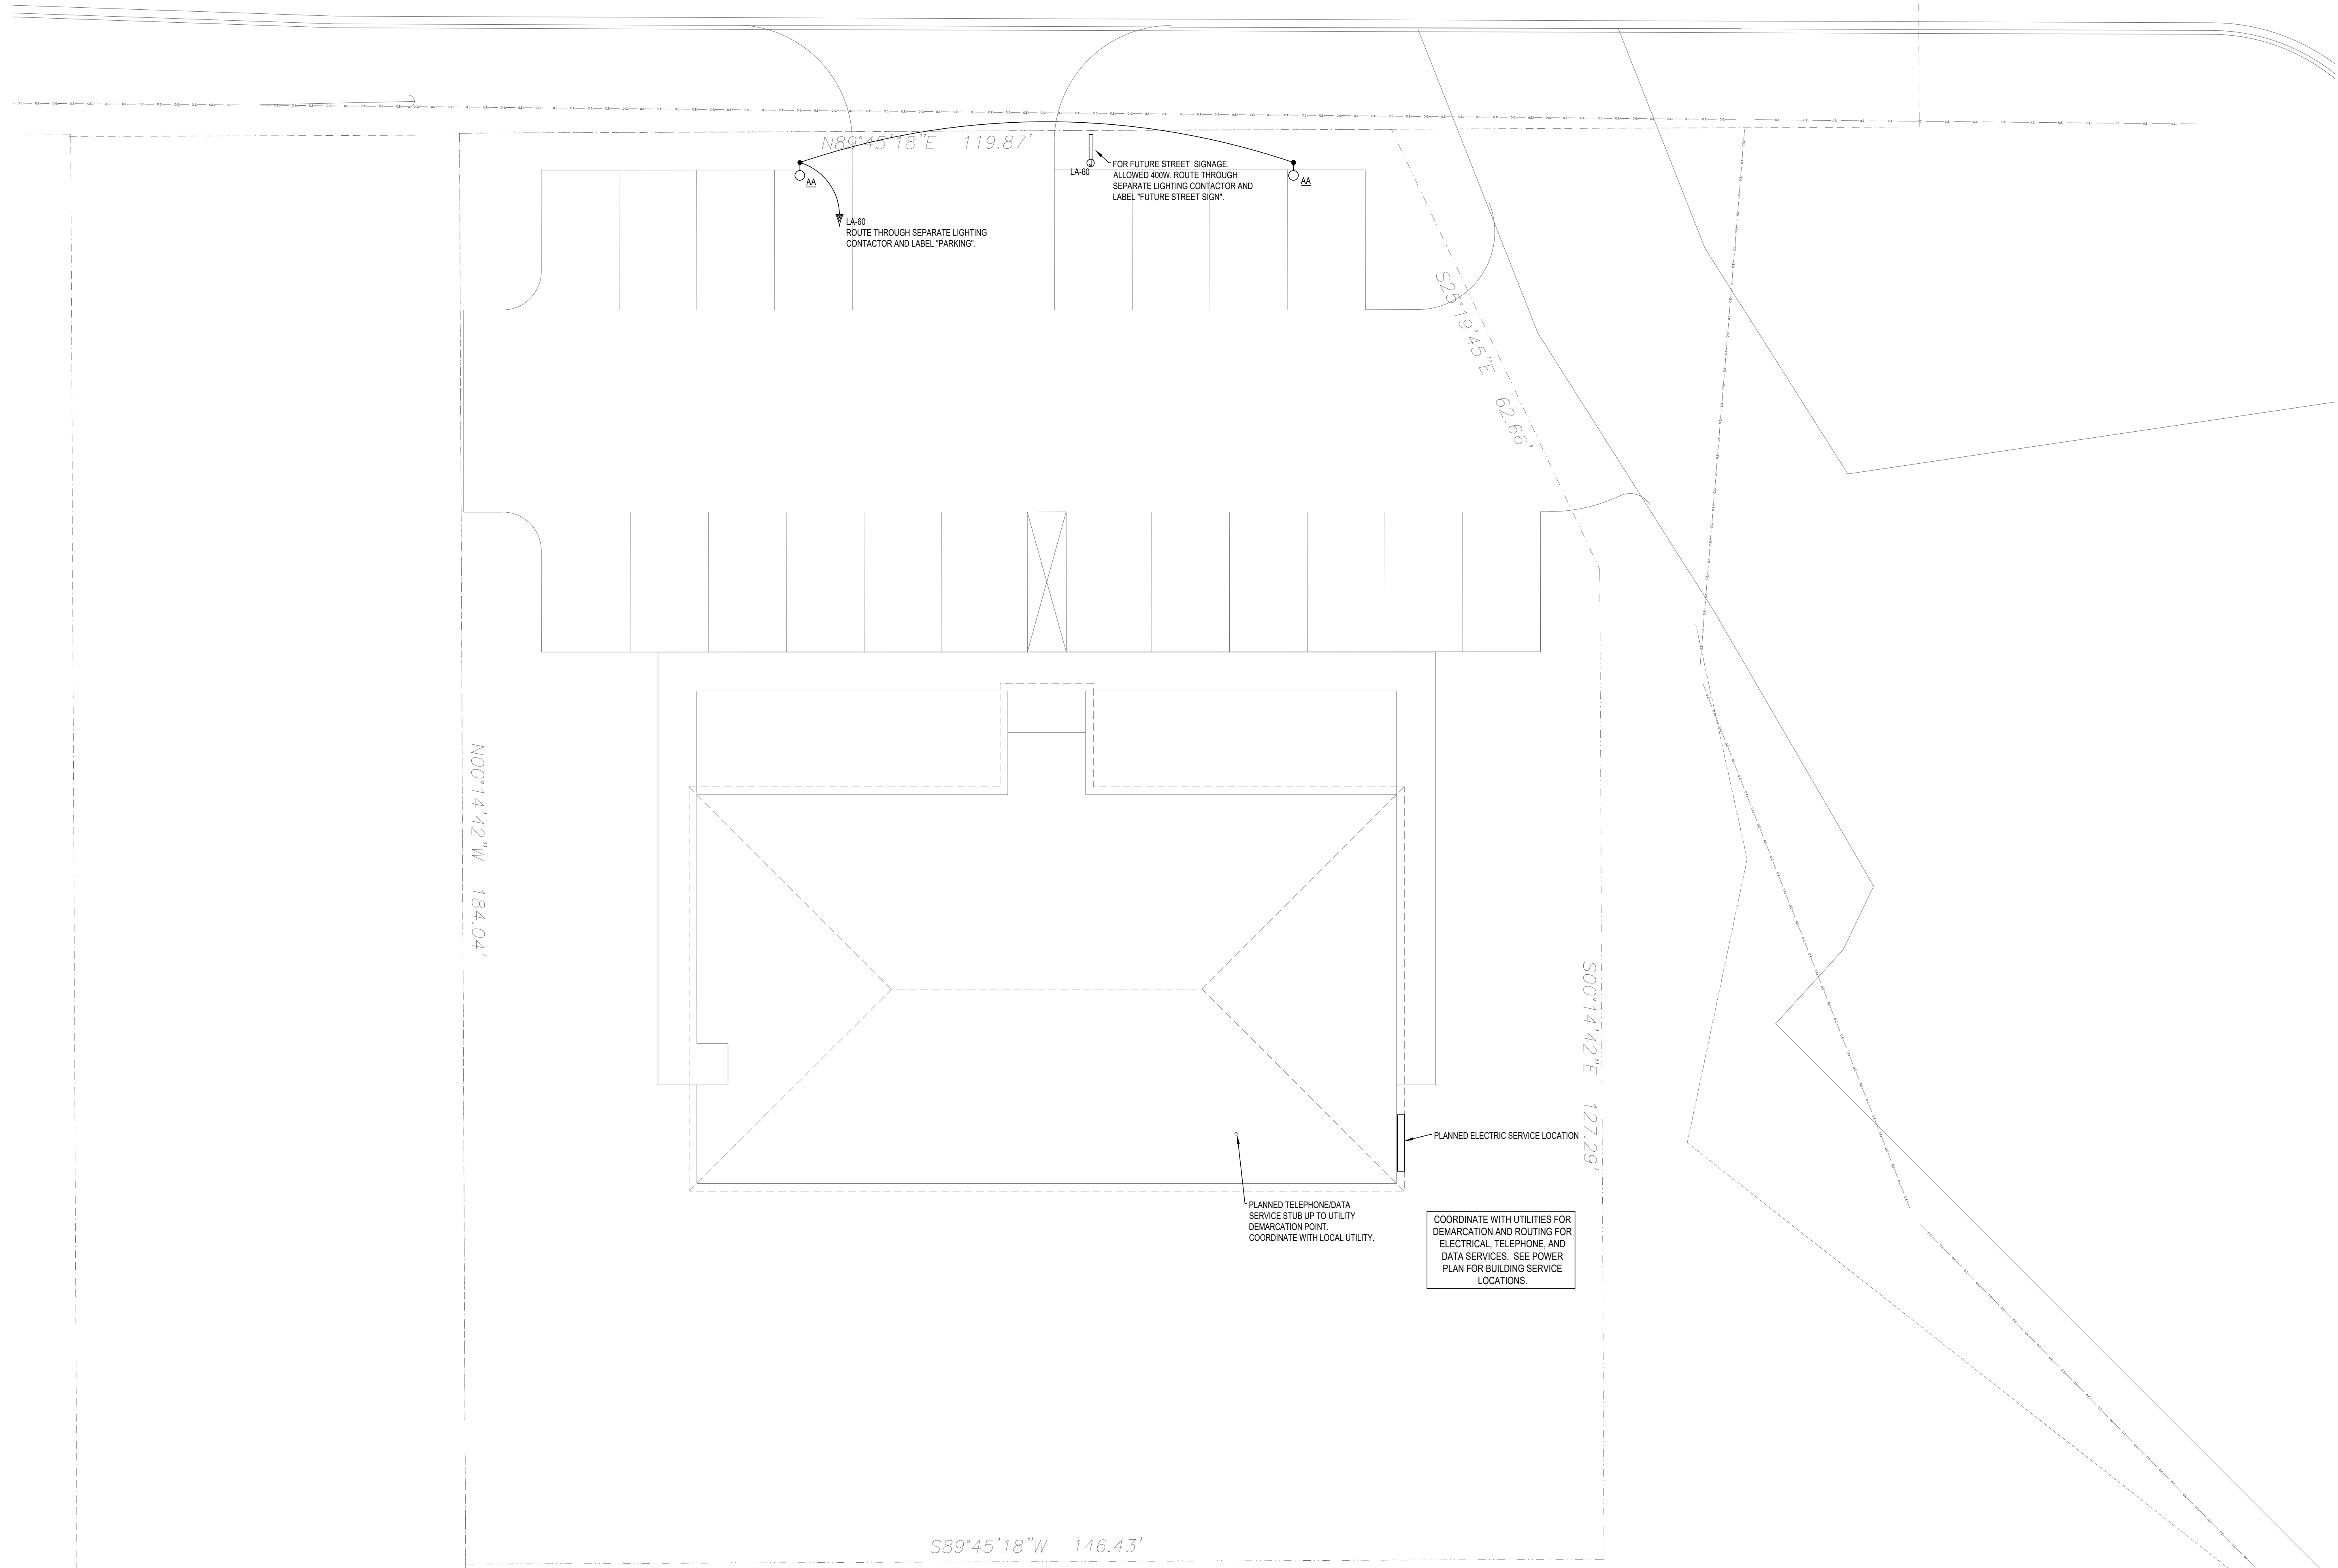 N89°45'18"E 119.87'
AA
LA-60
ROUTE THROUGH SEPARATE LIGHTING
CONTACTOR AND LABEL "PARKING".
LA-60
J
FOR FUTURE STREET SIGNAGE.
ALLOWED 400W. ROUTE THROUGH
SEPARATE LIGHTING CONTACTOR AND
LABEL "FUTURE STREET SIGN".
AA
S25°19'45"E 62.66'
N00°14'42"W 184.04'
S00°14'42"E 127.29'
PLANNED ELECTRIC SERVICE LOCATION
PLANNED TELEPHONE/DATA
SERVICE STUB UP TO UTILITY
DEMARCATION POINT.
COORDINATE WITH LOCAL UTILITY.
COORDINATE WITH UTILITIES FOR
DEMARCATION AND ROUTING FOR
ELECTRICAL, TELEPHONE, AND
DATA SERVICES. SEE POWER
PLAN FOR BUILDING SERVICE
LOCATIONS.
S89°45'18"W 146.43'